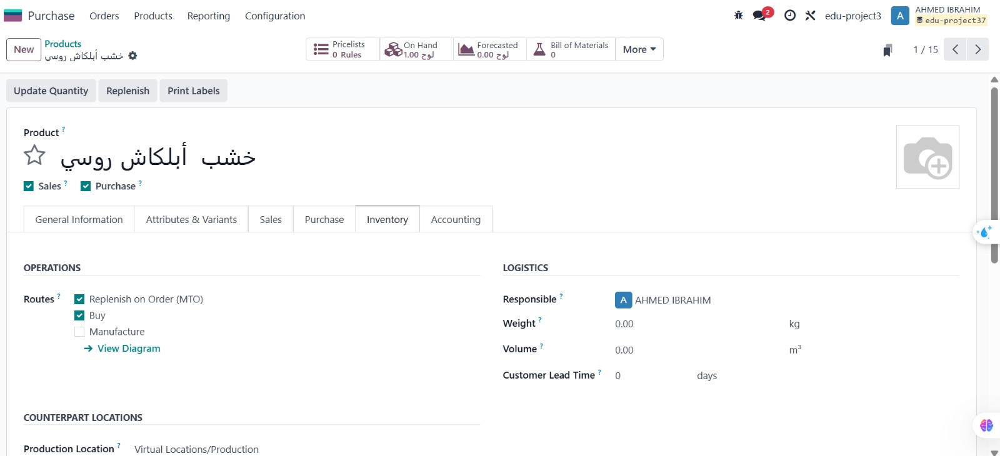 Purchase Orders Products Reporting Configuration 2 edu-project3 A AHMED IBRAHIM
edu-project37
New Products
خشب أبلكاش روسي
Pricelists
0 Rules
On Hand
1.00 لوح
Forecasted
0.00 لوح
Bill of Materials
0
More
1 / 15
Update Quantity Replenish Print Labels
Product ?
خشب أبلكاش روسي
Sales ? Purchase ?
General Information Attributes & Variants Sales Purchase Inventory Accounting
OPERATIONS
Routes ? Replenish on Order (MTO)
Buy
Manufacture
View Diagram
LOGISTICS
Responsible ? A AHMED IBRAHIM
Weight ? 0.00 kg
Volume ? 0.00 m³
Customer Lead Time ? 0 days
COUNTERPART LOCATIONS
Production Location ? Virtual Locations/Production